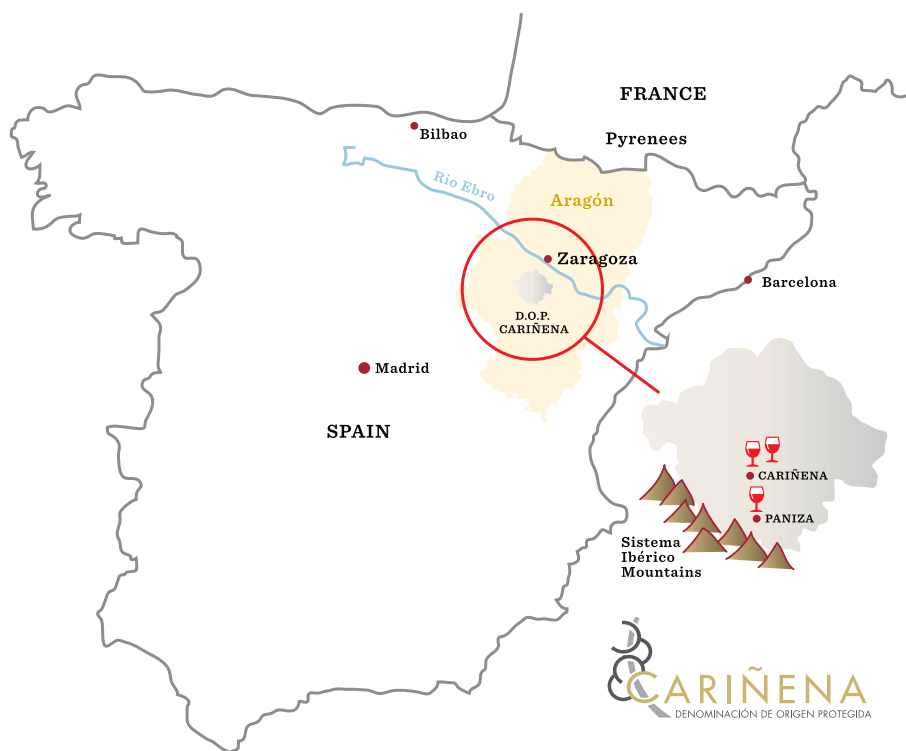 FRANCE
Pyrenees
Bilbao
Rio Ebro
Aragón
Zaragoza
Barcelona
D.O.P.
CARIÑENA
Madrid
SPAIN
CARIÑENA
PANIZA
Sistema
Ibérico
Mountains
CARIÑENA
DENOMINACIÓN DE ORIGEN PROTEGIDA